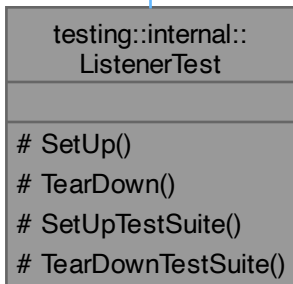 testing::internal::
ListenerTest
# SetUp()
# TearDown()
# SetUpTestSuite()
# TearDownTestSuite()